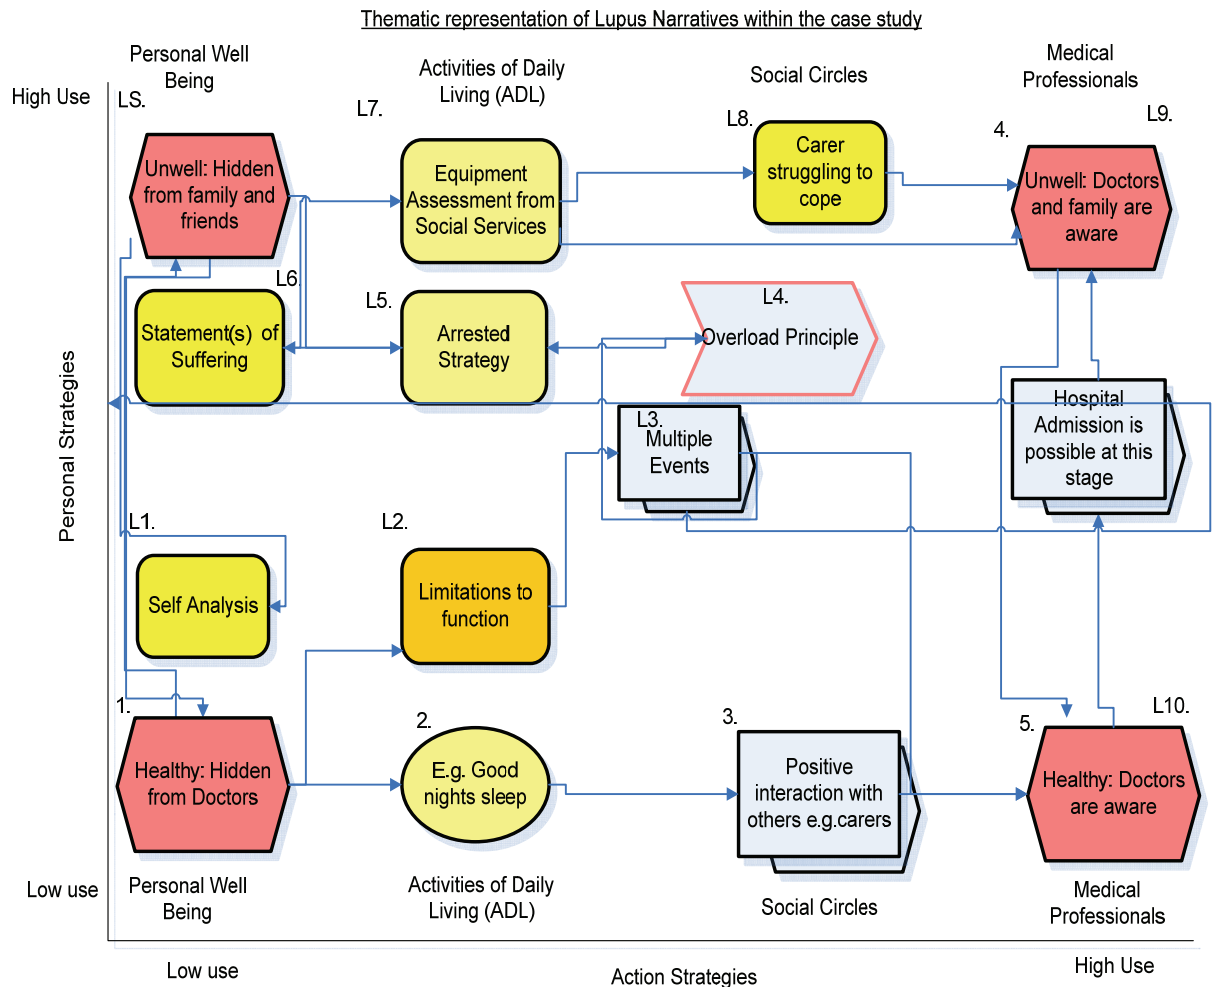 Thematic representation of Lupus Narratives within the case study
Personal Well
Being
Activities of Daily
Living (ADL)
Social Circles
Medical
Professionals
High Use
LS.
L7.
L8.
4.
L9.
Unwell: Hidden
from family and
friends
Equipment
Assessment from
Social Services
Carer
struggling to
cope
Unwell: Doctors
and family are
aware
L6.
L5.
L4.
Statement(s) of
Suffering
Arrested
Strategy
Overload Principle
Personal Strategies
L3.
Multiple
Events
Hospital
Admission is
possible at this
stage
L1.
L2.
Self Analysis
Limitations to
function
1.
2.
3.
5.
L10.
Healthy: Hidden
from Doctors
E.g. Good
nights sleep
Positive
interaction with
others e.g.carers
Healthy: Doctors
are aware
Low use
Personal Well
Being
Activities of Daily
Living (ADL)
Social Circles
Medical
Professionals
Low use
Action Strategies
High Use